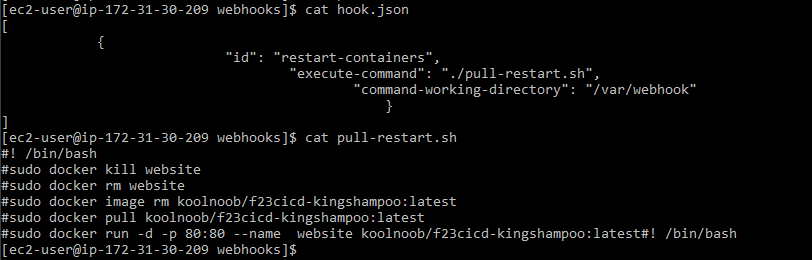 [ec2-user@ip-172-31-30-209 webhooks]$ cat hook.json
[
{
"id": "restart-containers",
"execute-command": "./pull-restart.sh",
"command-working-directory": "/var/webhook"
}
]
[ec2-user@ip-172-31-30-209 webhooks]$ cat pull-restart.sh
#! /bin/bash
#sudo docker kill website
#sudo docker rm website
#sudo docker image rm koolnoob/f23cicd-kingshampoo:latest
#sudo docker pull koolnoob/f23cicd-kingshampoo:latest
#sudo docker run -d -p 80:80 --name  website koolnoob/f23cicd-kingshampoo:latest#! /bin/bash
[ec2-user@ip-172-31-30-209 webhooks]$